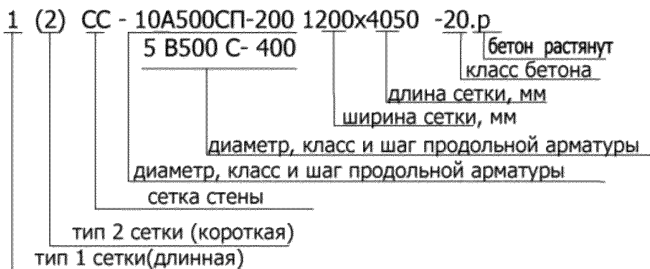 1 (2) СС - 10А500СП-200 1200х4050 -20.р
5 В500 С- 400
бетон растянут
класс бетона
длина сетки, мм
ширина сетки, мм
диаметр, класс и шаг продольной арматуры
диаметр, класс и шаг продольной арматуры
сетка стены
тип 2 сетки (короткая)
тип 1 сетки(длинная)